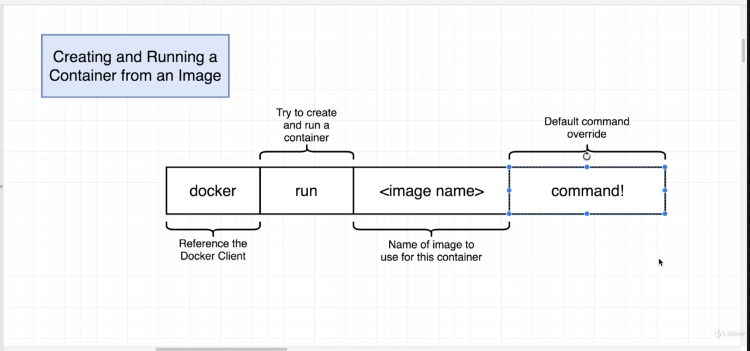 Creating and Running a
Container from an Image
Try to create
and run a
container
Default command
override
docker
run
<image name>
command!
Reference the
Docker Client
Name of image to
use for this container